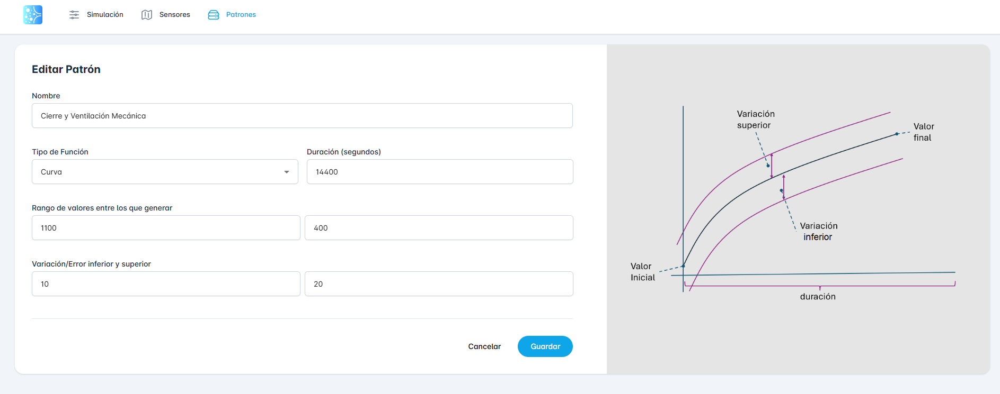 Simulación
Sensores
Patrones
Editar Patrón
Nombre
Cierre y Ventilación Mecánica
Tipo de Función
Duración (segundos)
Curva
14400
Rango de valores entre los que generar
1100
400
Variación/Error inferior y superior
10
20
Cancelar
Guardar
Variación
superior
Valor
final
Variación
inferior
Valor
Inicial
duración